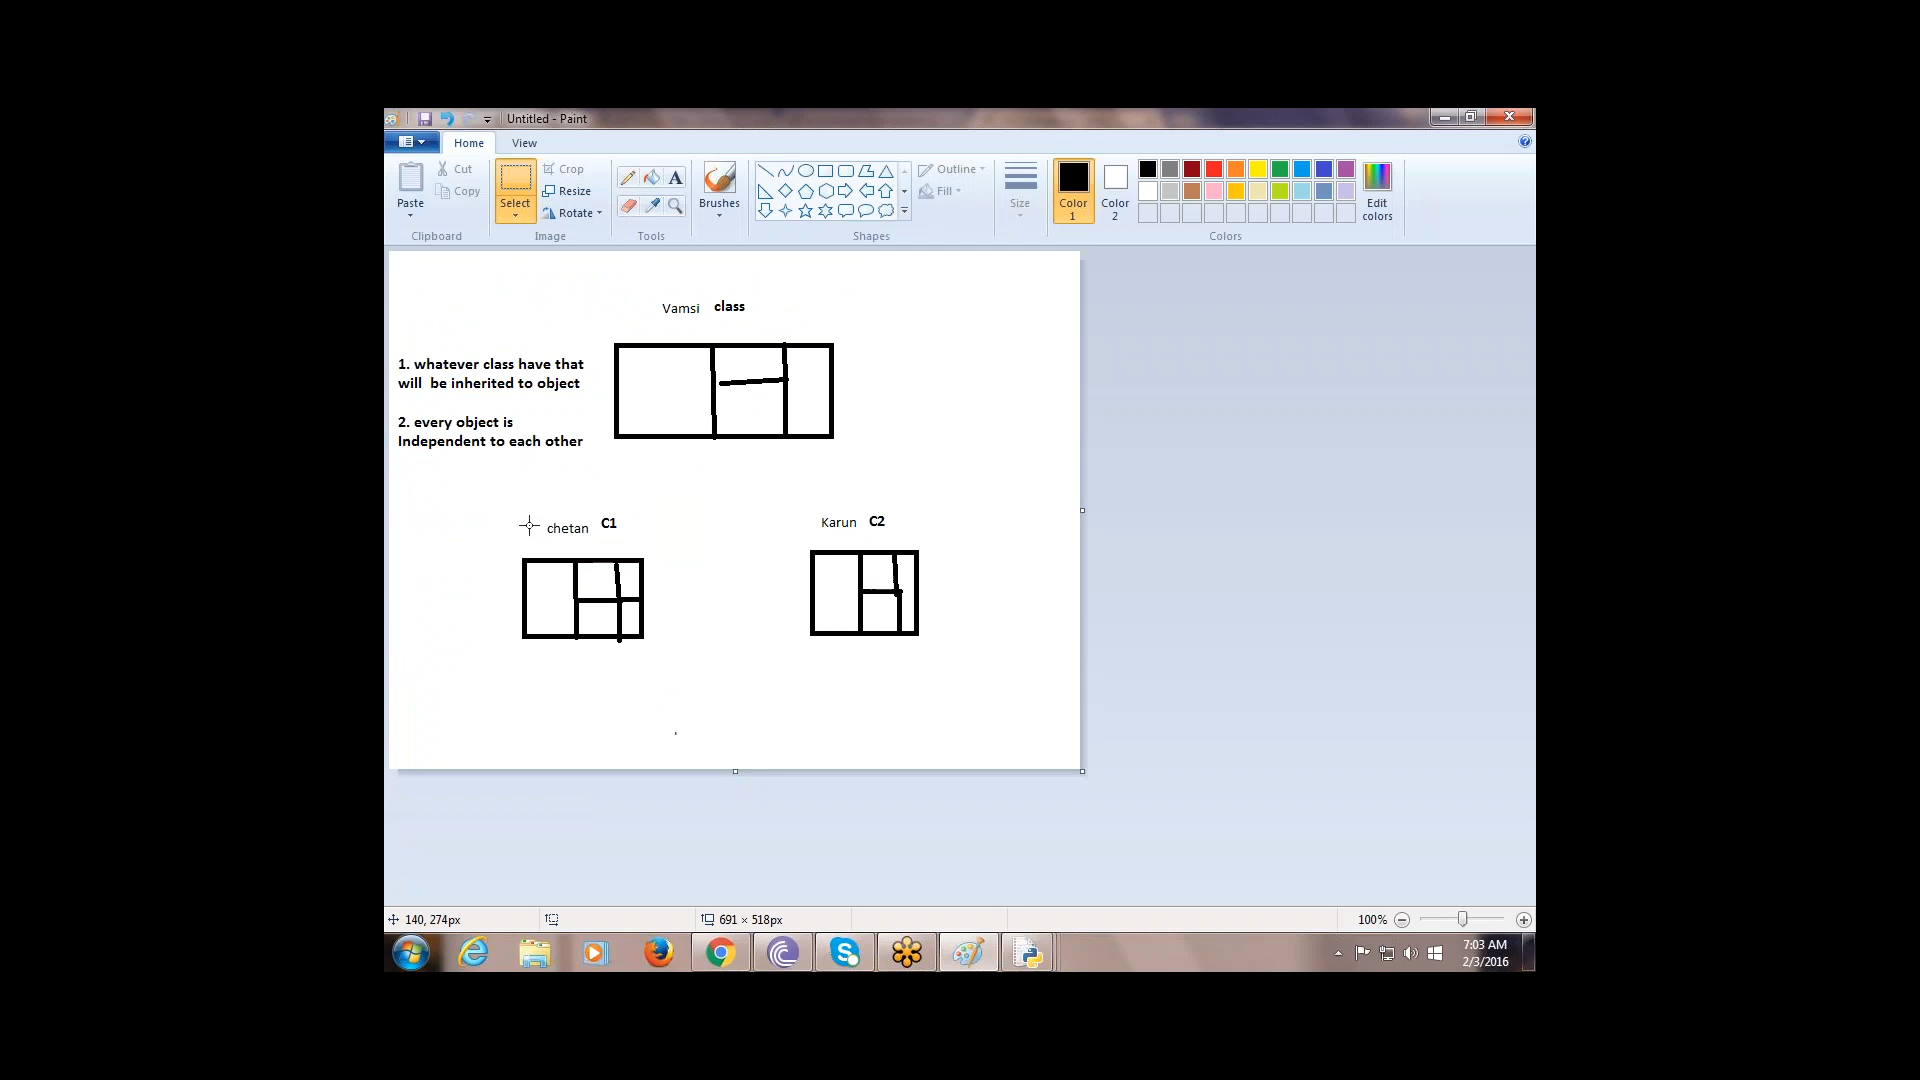 Untitled - Paint
Home View
Paste
Cut
Copy
Clipboard
Select
Crop
Resize
Rotate
Image
A
Tools
Brushes
Shapes
Outline
Fill
Size
Color 1
Color 2
Edit colors
Colors
Vamsi class
1. whatever class have that
will be inherited to object
2. every object is
Independent to each other
chetan C1
Karun C2
140, 274px
691 × 518px
100%
7:03 AM
2/3/2016